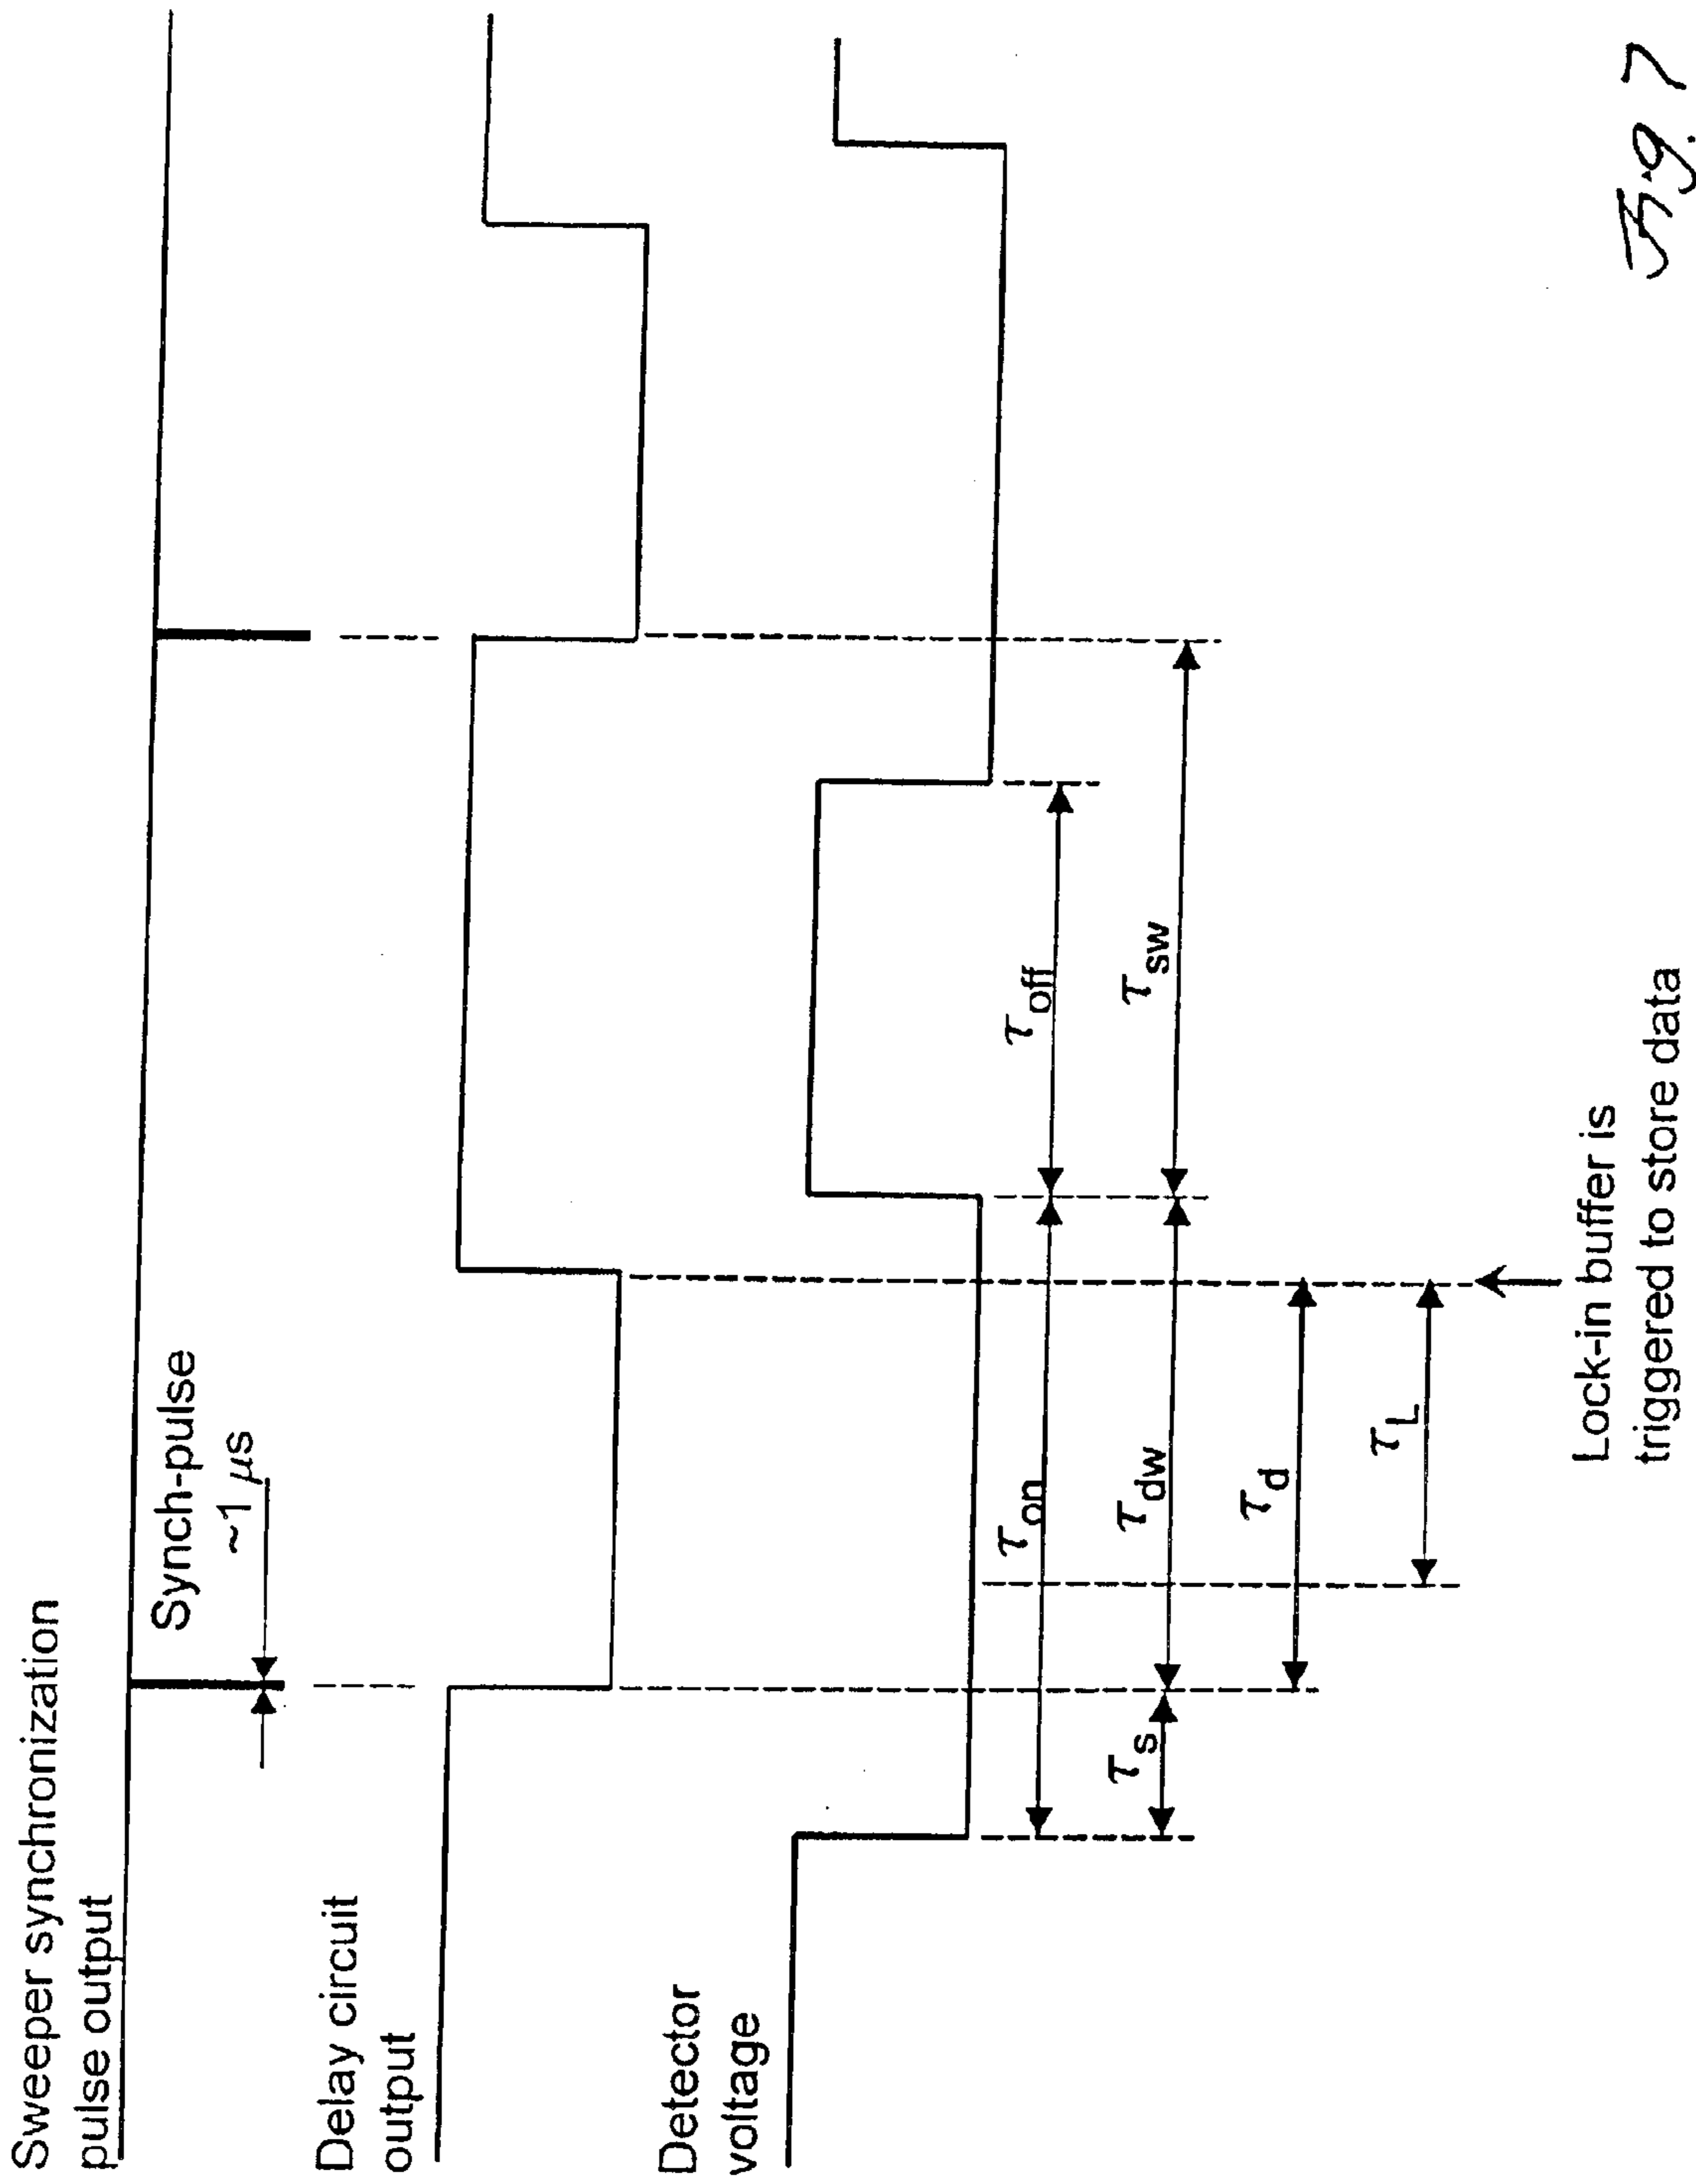 Sweeper synchronization
pulse output
Synch-pulse
~1 μs
Delay circuit
output
Detector
voltage
τon
τoff
τs
τdw
τsw
τd
τL
Lock-in buffer is
triggered to store data
Fig. 7